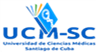 UCM-SC
Universidad de Ciencias Médicas
Santiago de Cuba